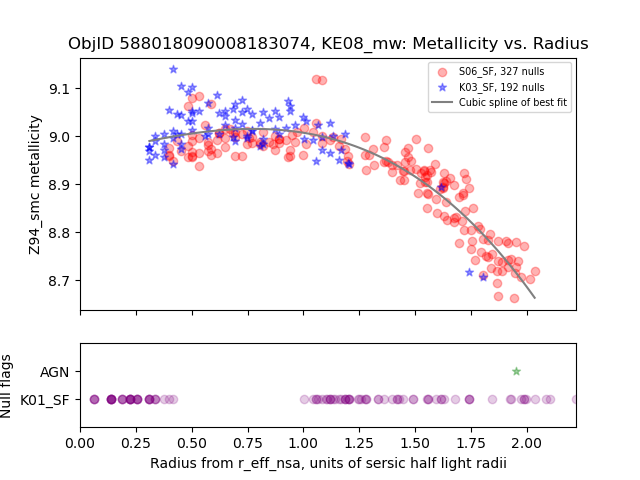 ObjID 588018090008183074, KE08_mw: Metallicity vs. Radius
Z94_smc metallicity
9.1
9.0
8.9
8.8
8.7
S06_SF, 327 nulls
K03_SF, 192 nulls
Cubic spline of best fit
Null flags
AGN
K01_SF
0.00 0.25 0.50 0.75 1.00 1.25 1.50 1.75 2.00
Radius from r_eff_nsa, units of sersic half light radii